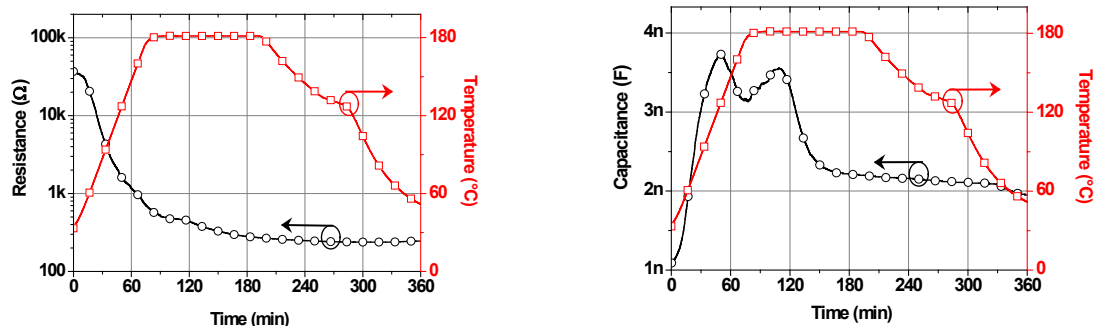 100k
10k
1k
100
Resistance (Ω)
0 60 120 180 240 300 360
Time (min)
180
120
60
0
Temperature (°C)
4n
3n
2n
1n
Capacitance (F)
0 60 120 180 240 300 360
Time (min)
180
120
60
0
Temperature (°C)